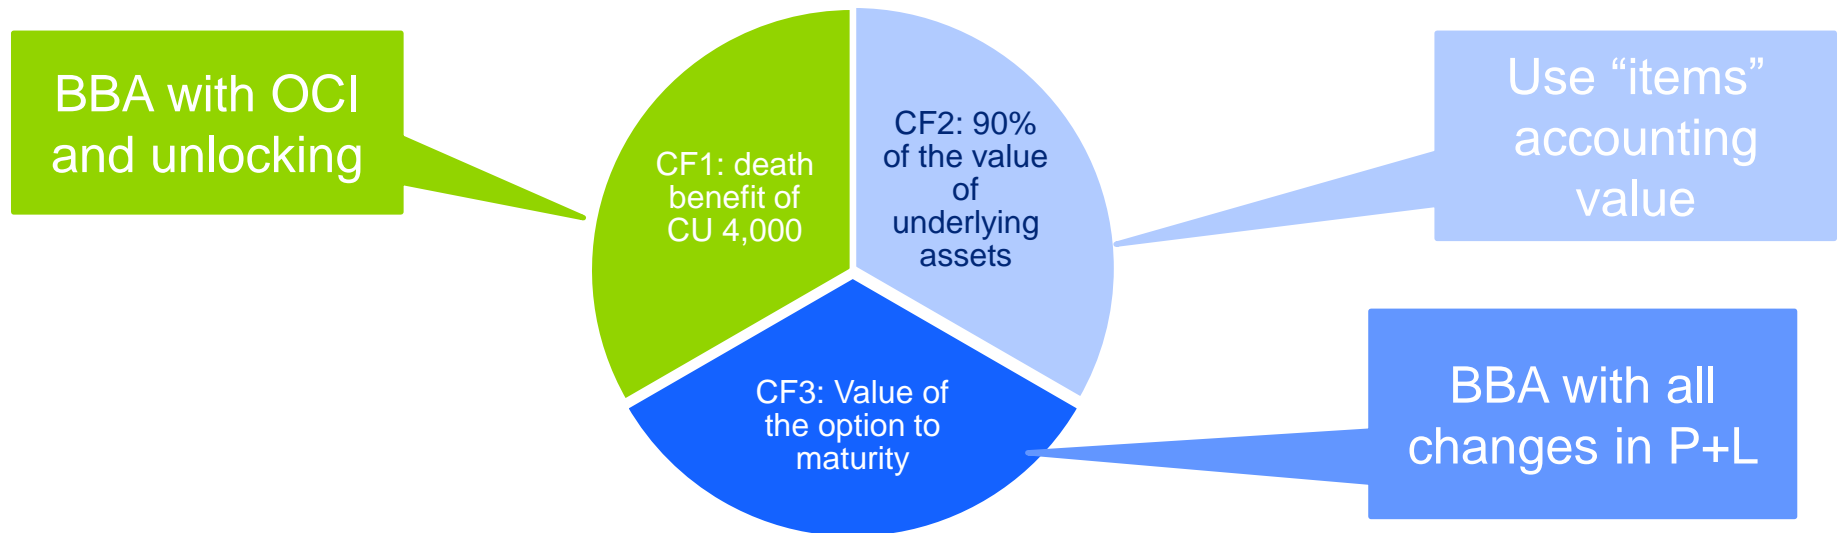 BBA with OCI
and unlocking
CF1: death
benefit of
CU 4,000
CF2: 90%
of the value
of
underlying
assets
Use “items”
accounting
value
CF3: Value of
the option to
maturity
BBA with all
changes in P+L